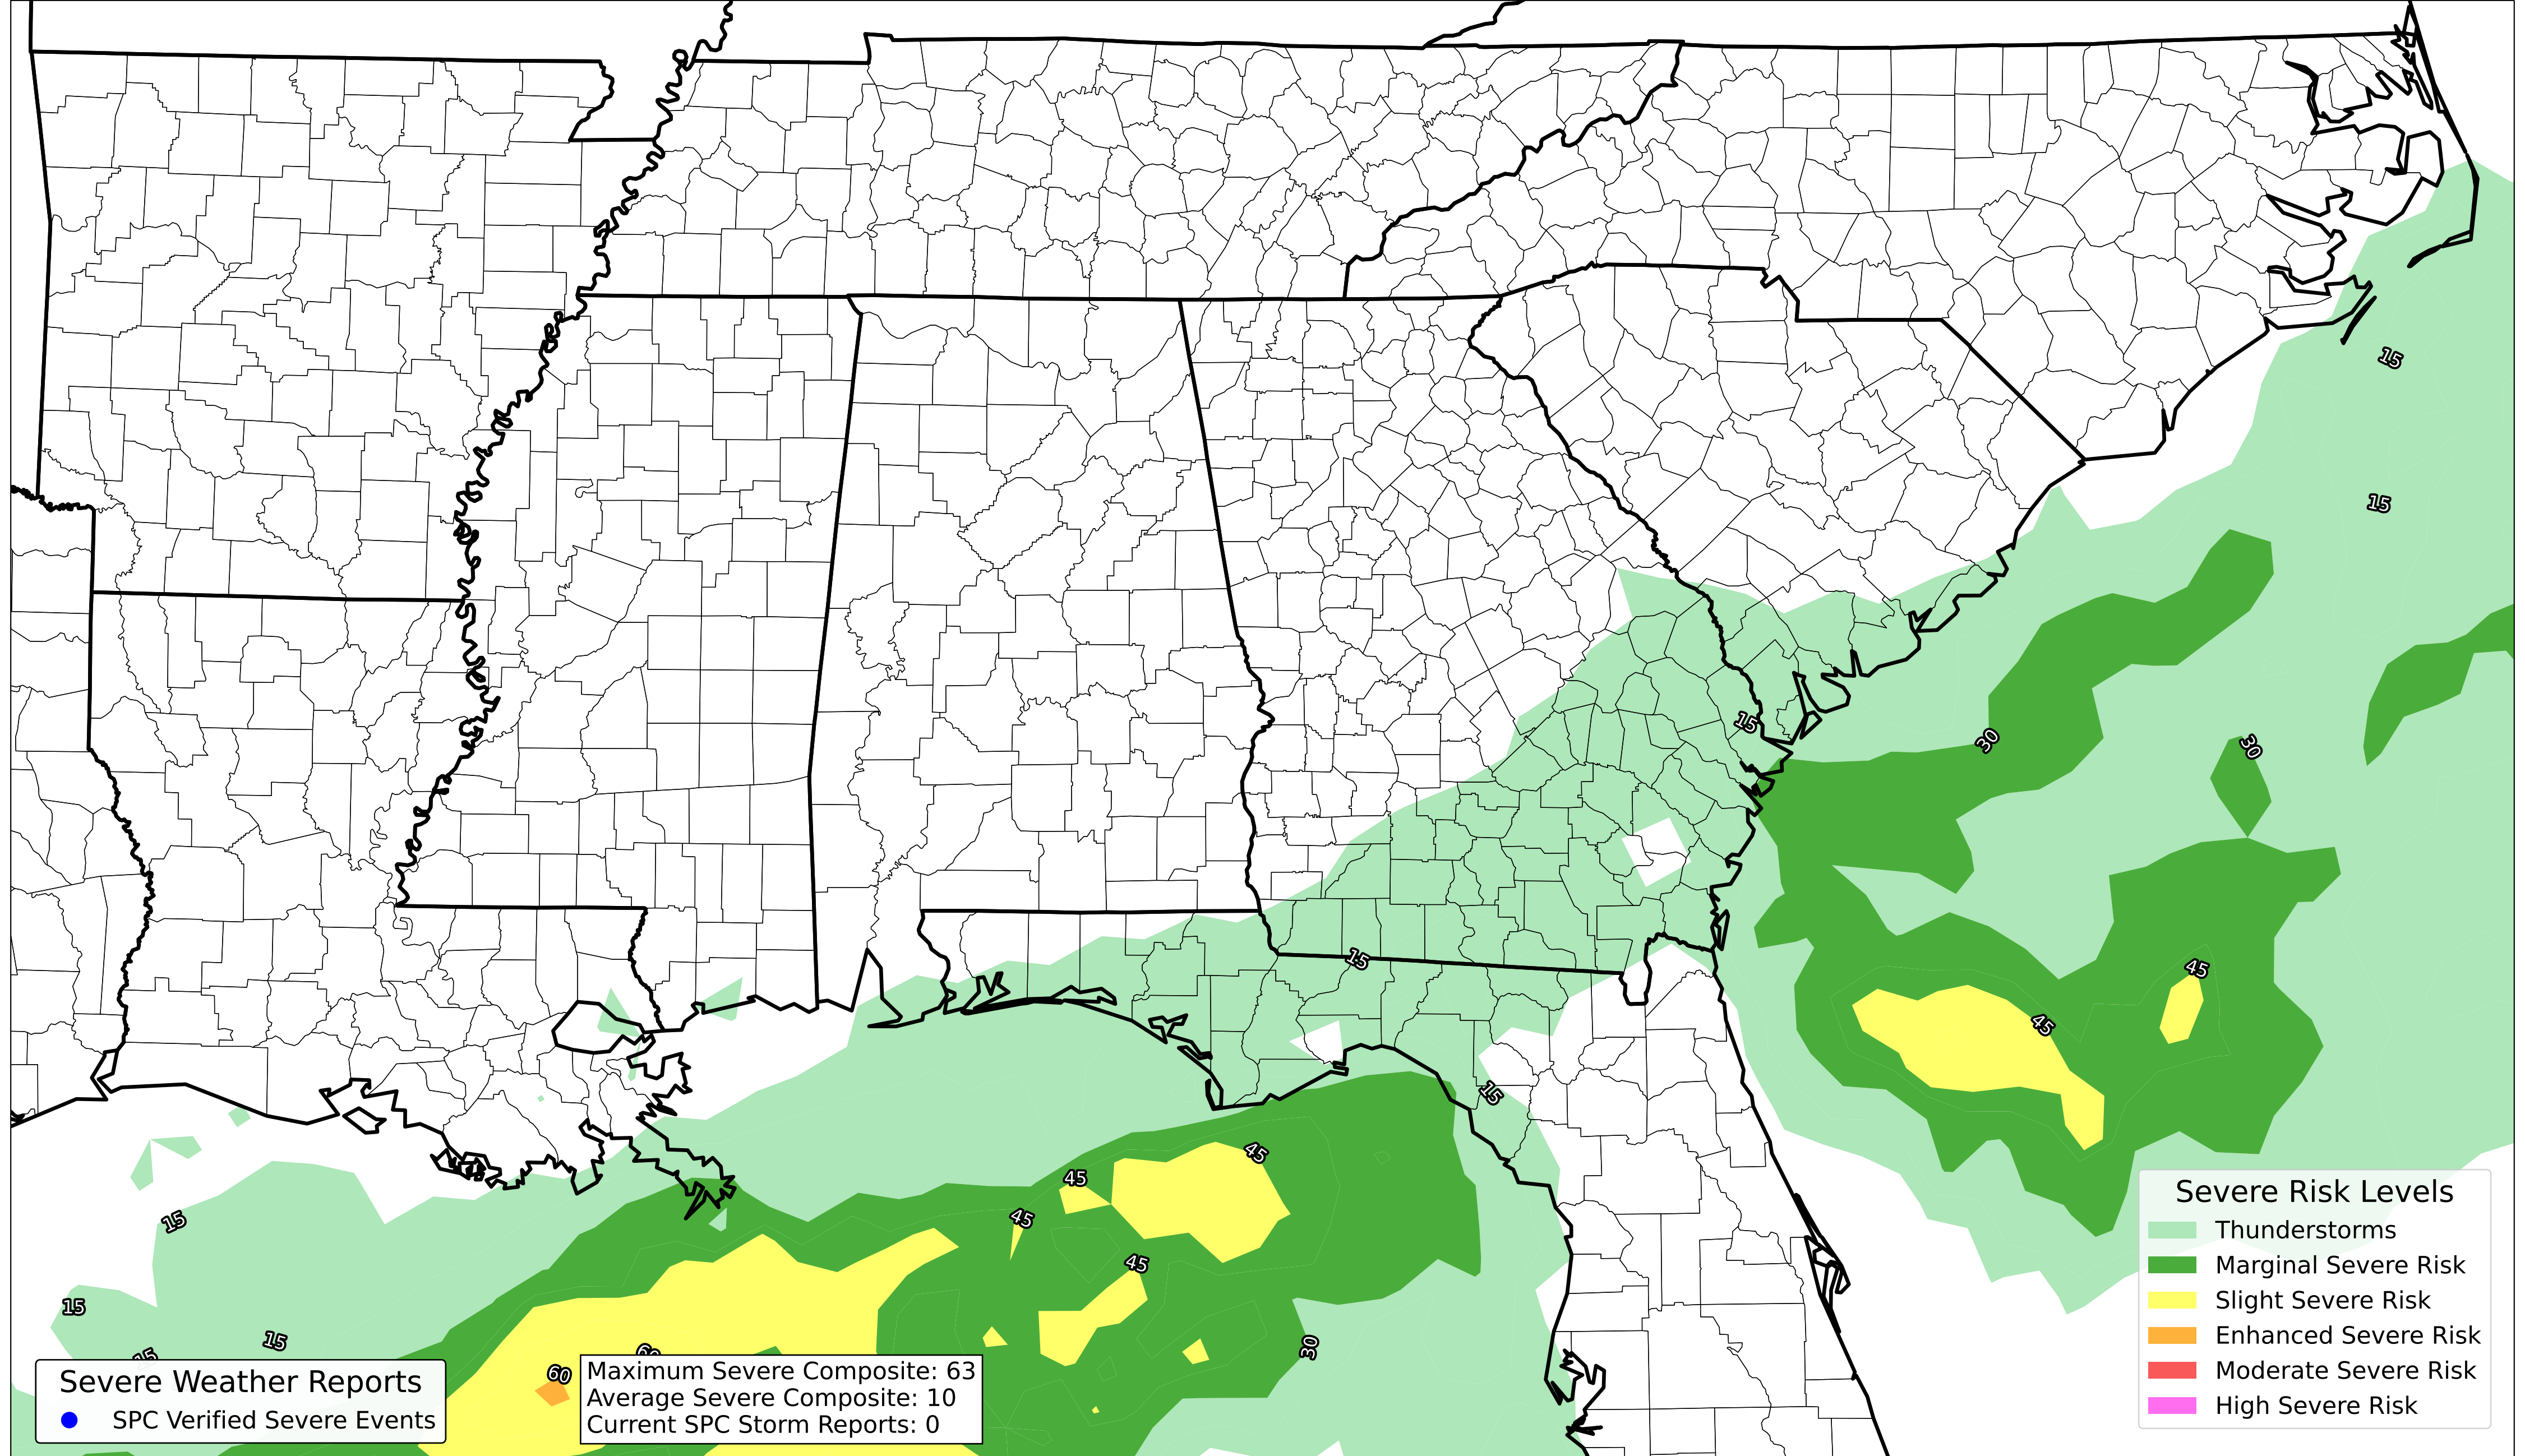 15
15
30
30
15
15
45
45
15
45
45
45
45
15
15
15
15
30
60
60
Severe Weather Reports
SPC Verified Severe Events
Maximum Severe Composite: 63
Average Severe Composite: 10
Current SPC Storm Reports: 0
Severe Risk Levels
Thunderstorms
Marginal Severe Risk
Slight Severe Risk
Enhanced Severe Risk
Moderate Severe Risk
High Severe Risk